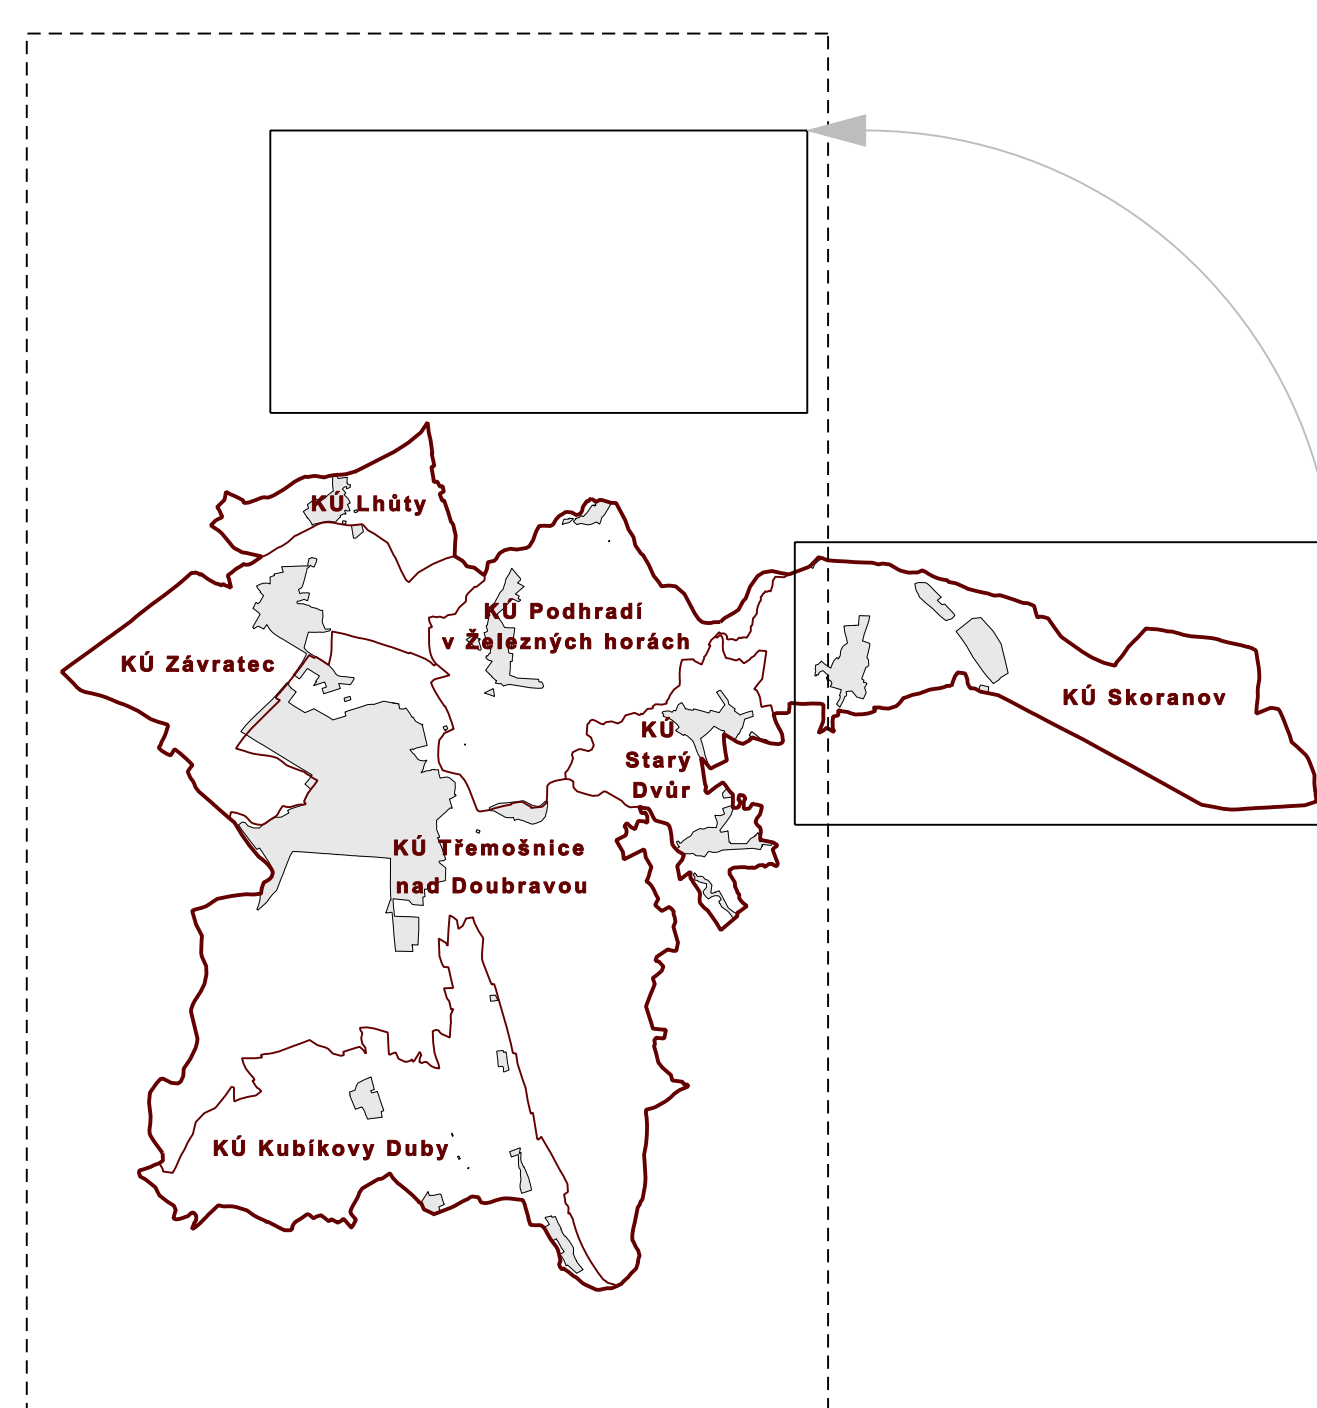 KÚ Lhůty
KÚ Podhradí
v Železných horách
KÚ Závratec
KÚ Skoranov
KÚ
Starý
Dvůr
KÚ Třemošnice
nad Doubravou
KÚ Kubíkovy Duby